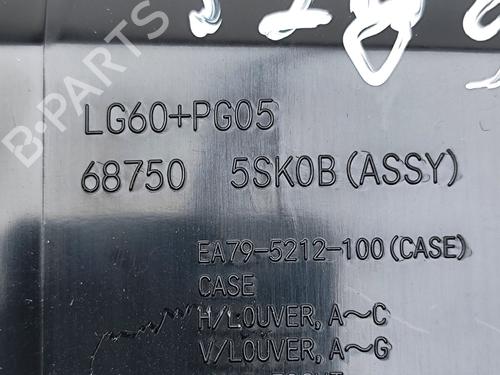 B-PARTS
LG60+PG05
68750 5SK0B(ASSY)
EA79-5212-100(CASE)
CASE
H/LOUVER, A~C
V/LOUVER, A~G